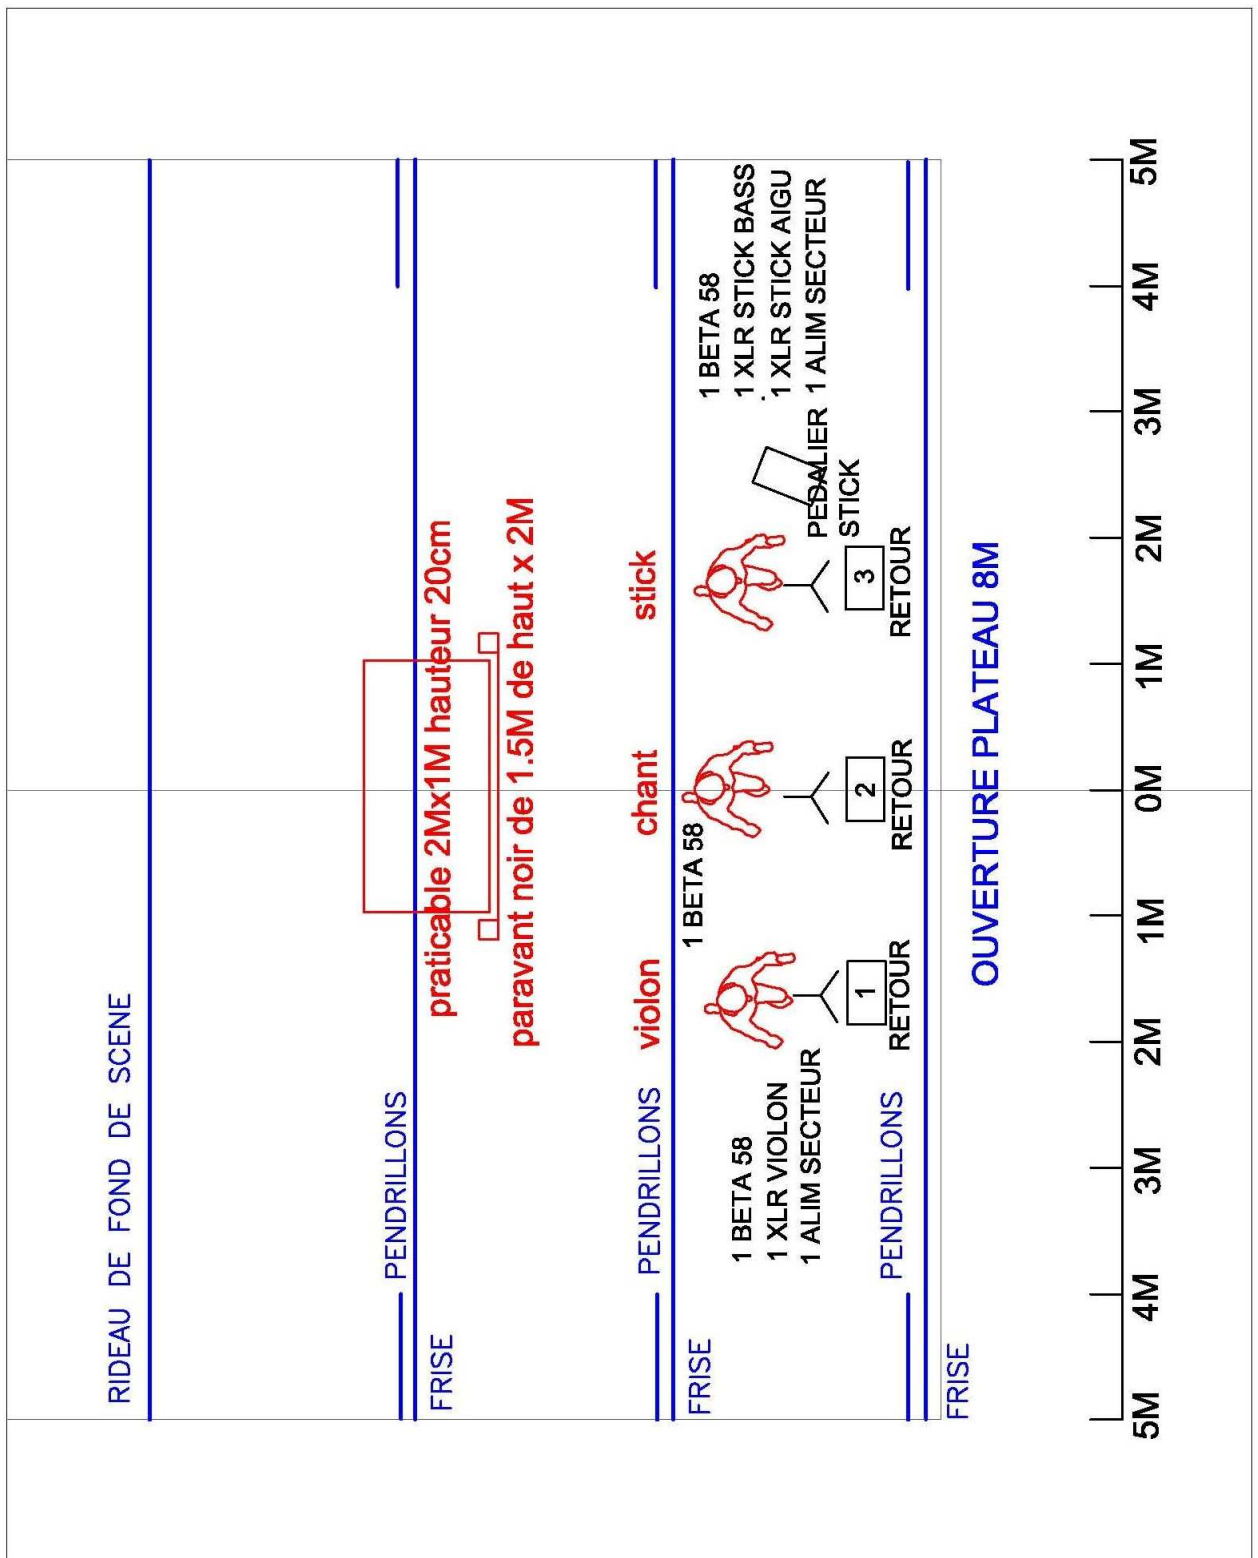 RIDEAU DE FOND DE SCENE
PENDRILLONS
FRISE
praticable 2Mx1M hauteur 20cm
paravant noir de 1.5M de haut x 2M
PENDRILLONS
FRISE
violon
chant
stick
1 BETA 58
1 XLR VIOLON
1 ALIM SECTEUR
1 BETA 58
1 BETA 58
1 XLR STICK BASS
1 XLR STICK AIGU
1 ALIM SECTEUR
PEDALIER
STICK
1
RETOUR
2
RETOUR
3
RETOUR
PENDRILLONS
FRISE
OUVERTURE PLATEAU 8M
5M
4M
3M
2M
1M
0M
1M
2M
3M
4M
5M